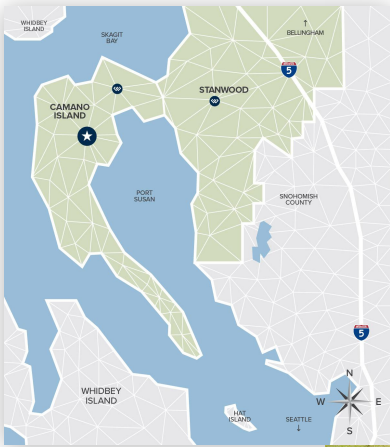 WHIDBEY
ISLAND
SKAGIT
BAY
↑
BELLINGHAM
5
STANWOOD
CAMANO
ISLAND
PORT
SUSAN
SNOHOMISH
COUNTY
5
WHIDBEY
ISLAND
HAT
ISLAND
SEATTLE
↓
N
W
E
S